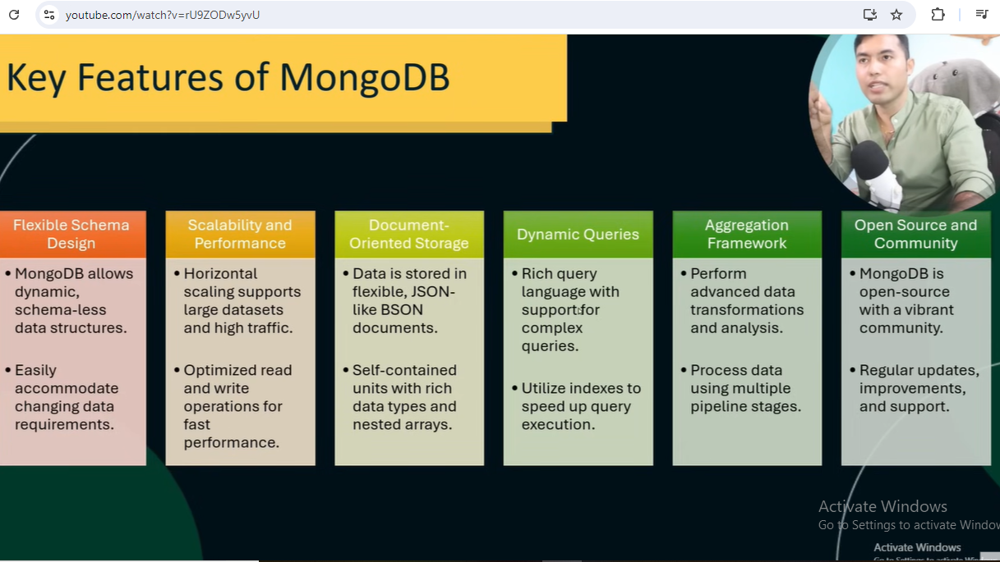 youtube.com/watch?v=rU9ZODw5yvU
Key Features of MongoDB
Flexible Schema
Design
• MongoDB allows
dynamic,
schema-less
data structures.
• Easily
accommodate
changing data
requirements.
Scalability and
Performance
• Horizontal
scaling supports
large datasets
and high traffic.
• Optimized read
and write
operations for
fast
performance.
Document-
Oriented Storage
• Data is stored in
flexible, JSON-
like BSON
documents.
• Self-contained
units with rich
data types and
nested arrays.
Dynamic Queries
• Rich query
language with
support for
complex
queries.
• Utilize indexes to
speed up query
execution.
Aggregation
Framework
• Perform
advanced data
transformations
and analysis.
• Process data
using multiple
pipeline stages.
Open Source and
Community
• MongoDB is
open-source
with a vibrant
community.
• Regular updates,
improvements,
and support.
Activate Windows
Go to Settings to activate Window
Activate Windows